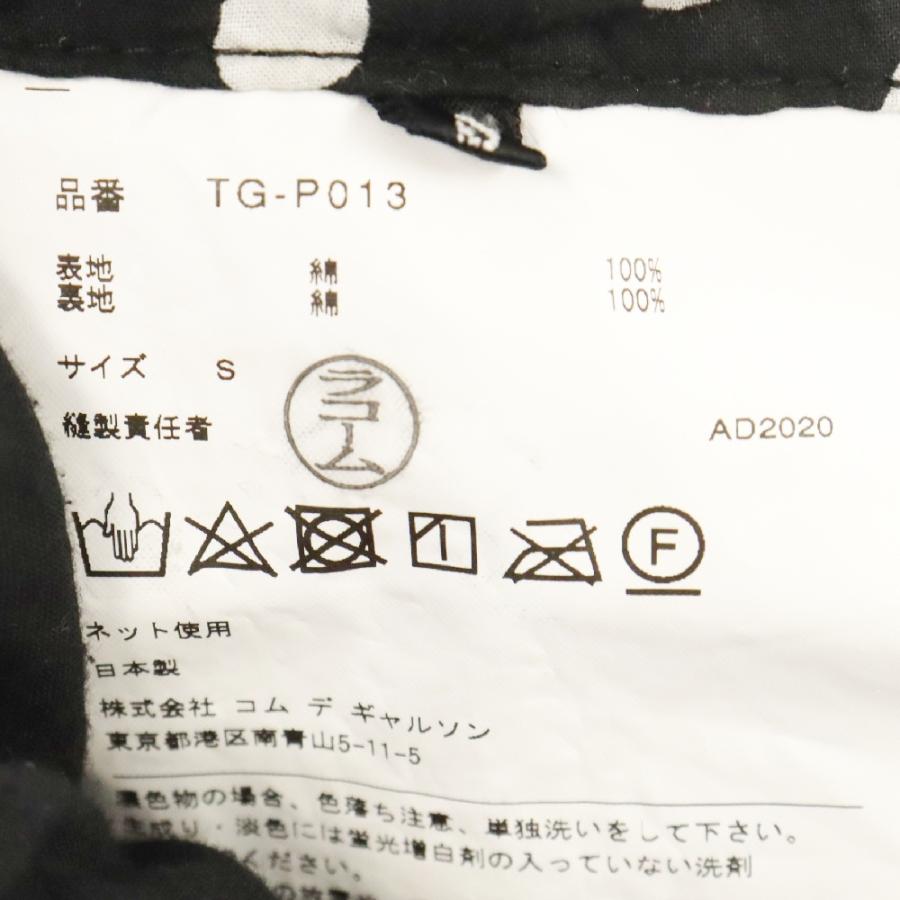 品番 TG-P013
表地 綿 100%
裏地 綿 100%
サイズ S
ラコーム
縫製責任者 AD2020
F
ネット使用
日本製
株式会社 コム デ ギャルソン
東京都港区南青山5-11-5
濃色物の場合、色落ち注意、単独洗いをして下さい。
生成り・淡色には蛍光増白剤の入っていない洗剤
ください。